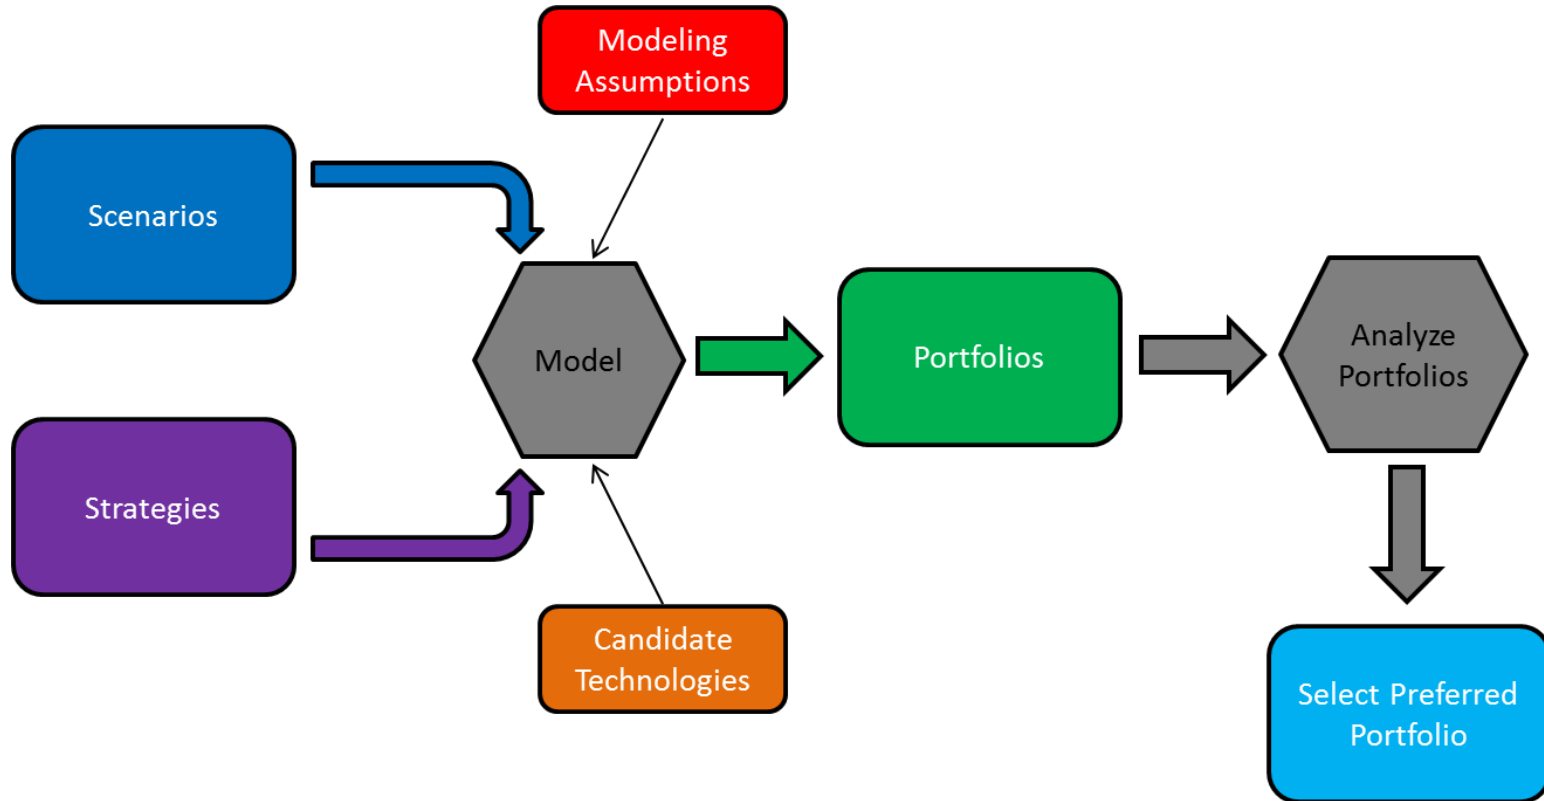 Modeling
Assumptions
Scenarios
Model
Portfolios
Analyze
Portfolios
Strategies
Candidate
Technologies
Select Preferred
Portfolio